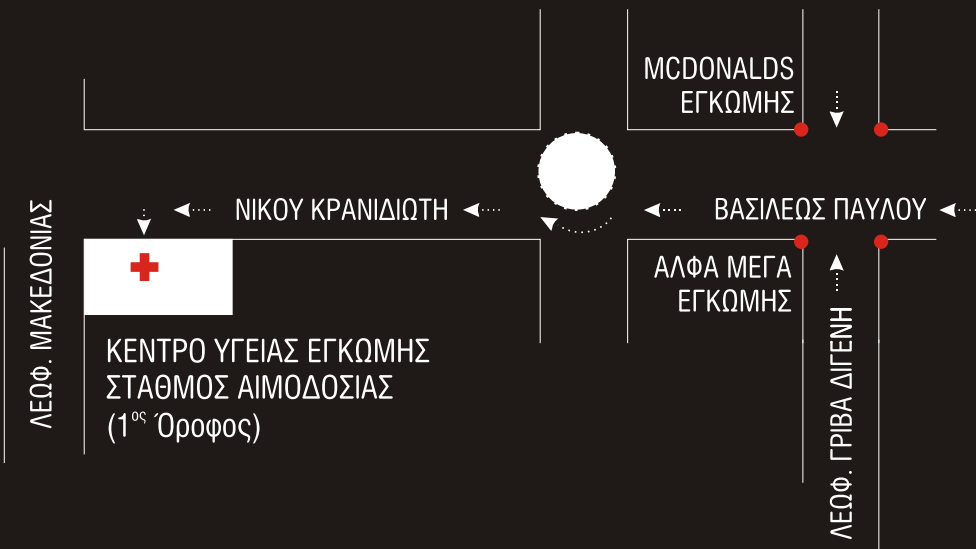 MCDONALDS
ΕΓΚΩΜΗΣ
ΝΙΚΟΥ ΚΡΑΝΙΔΙΩΤΗ
ΒΑΣΙΛΕΩΣ ΠΑΥΛΟΥ
ΑΛΦΑ ΜΕΓΑ
ΕΓΚΩΜΗΣ
ΛΕΩΦ. ΜΑΚΕΔΟΝΙΑΣ
ΚΕΝΤΡΟ ΥΓΕΙΑΣ ΕΓΚΩΜΗΣ
ΣΤΑΘΜΟΣ ΑΙΜΟΔΟΣΙΑΣ
(1ος Όροφος)
ΛΕΩΦ. ΓΡΙΒΑ ΔΙΓΕΝΗ